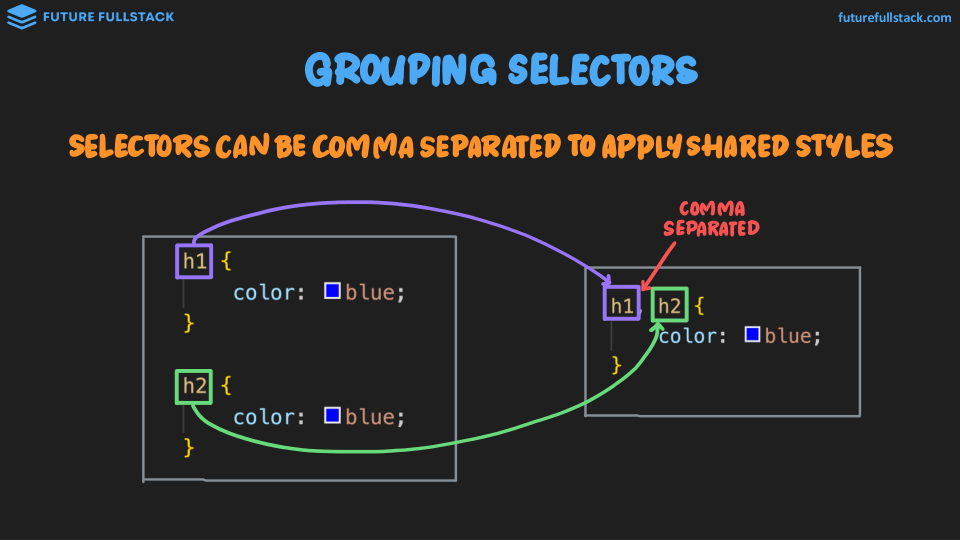 FUTURE FULLSTACK
futurefullstack.com
GROUPING SELECTORS
SELECTORS CAN BE COMMA SEPARATED TO APPLY SHARED STYLES
COMMA
SEPARATED
h1 {
color: blue;
}
h2 {
color: blue;
}
h1, h2 {
color: blue;
}